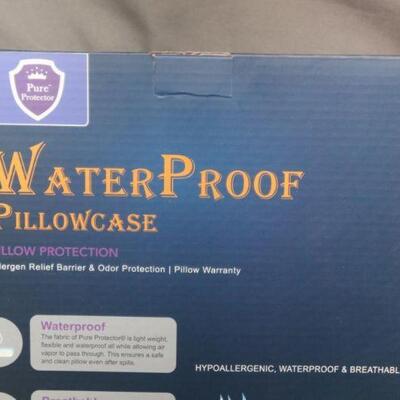 Pure™
Protector
WATERPROOF
PILLOWCASE
ILLOW PROTECTION
llergen Relief Barrier & Odor Protection | Pillow Warranty
Waterproof
The fabric of Pure Protector® is light weight,
flexible and waterproof all while allowing air
vapor to pass through. This ensures a safe
and clean pillow even after spills.
HYPOALLERGENIC, WATERPROOF & BREATHABLE